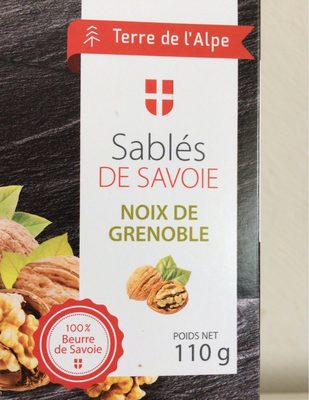 Terre de l'Alpe
Sablés
DE SAVOIE
NOIX DE
GRENOBLE
100%
Beurre
de Savoie
POIDS NET
110 g